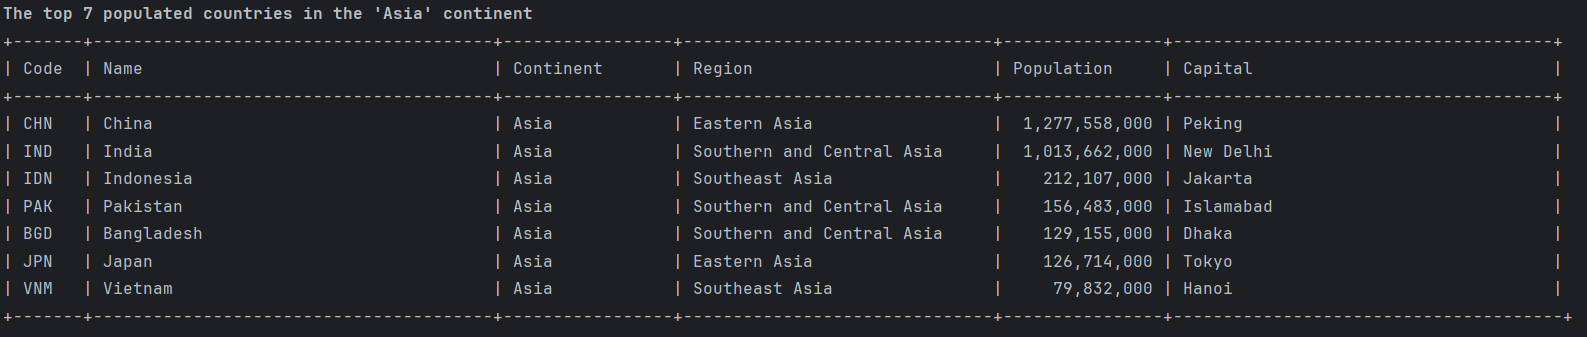 The top 7 populated countries in the 'Asia' continent
+-------+----------------------------------------+-----------------+-------------------------------+----------------+--------------------------------------+
| Code  | Name                                   | Continent       | Region                        | Population     | Capital                              |
+-------+----------------------------------------+-----------------+-------------------------------+----------------+--------------------------------------+
| CHN   | China                                  | Asia            | Eastern Asia                  |  1,277,558,000 | Peking                               |
| IND   | India                                  | Asia            | Southern and Central Asia     |  1,013,662,000 | New Delhi                            |
| IDN   | Indonesia                              | Asia            | Southeast Asia                |    212,107,000 | Jakarta                              |
| PAK   | Pakistan                               | Asia            | Southern and Central Asia     |    156,483,000 | Islamabad                            |
| BGD   | Bangladesh                             | Asia            | Southern and Central Asia     |    129,155,000 | Dhaka                                |
| JPN   | Japan                                  | Asia            | Eastern Asia                  |    126,714,000 | Tokyo                                |
| VNM   | Vietnam                                | Asia            | Southeast Asia                |     79,832,000 | Hanoi                                |
+-------+----------------------------------------+-----------------+-------------------------------+----------------+---------------------------------------+